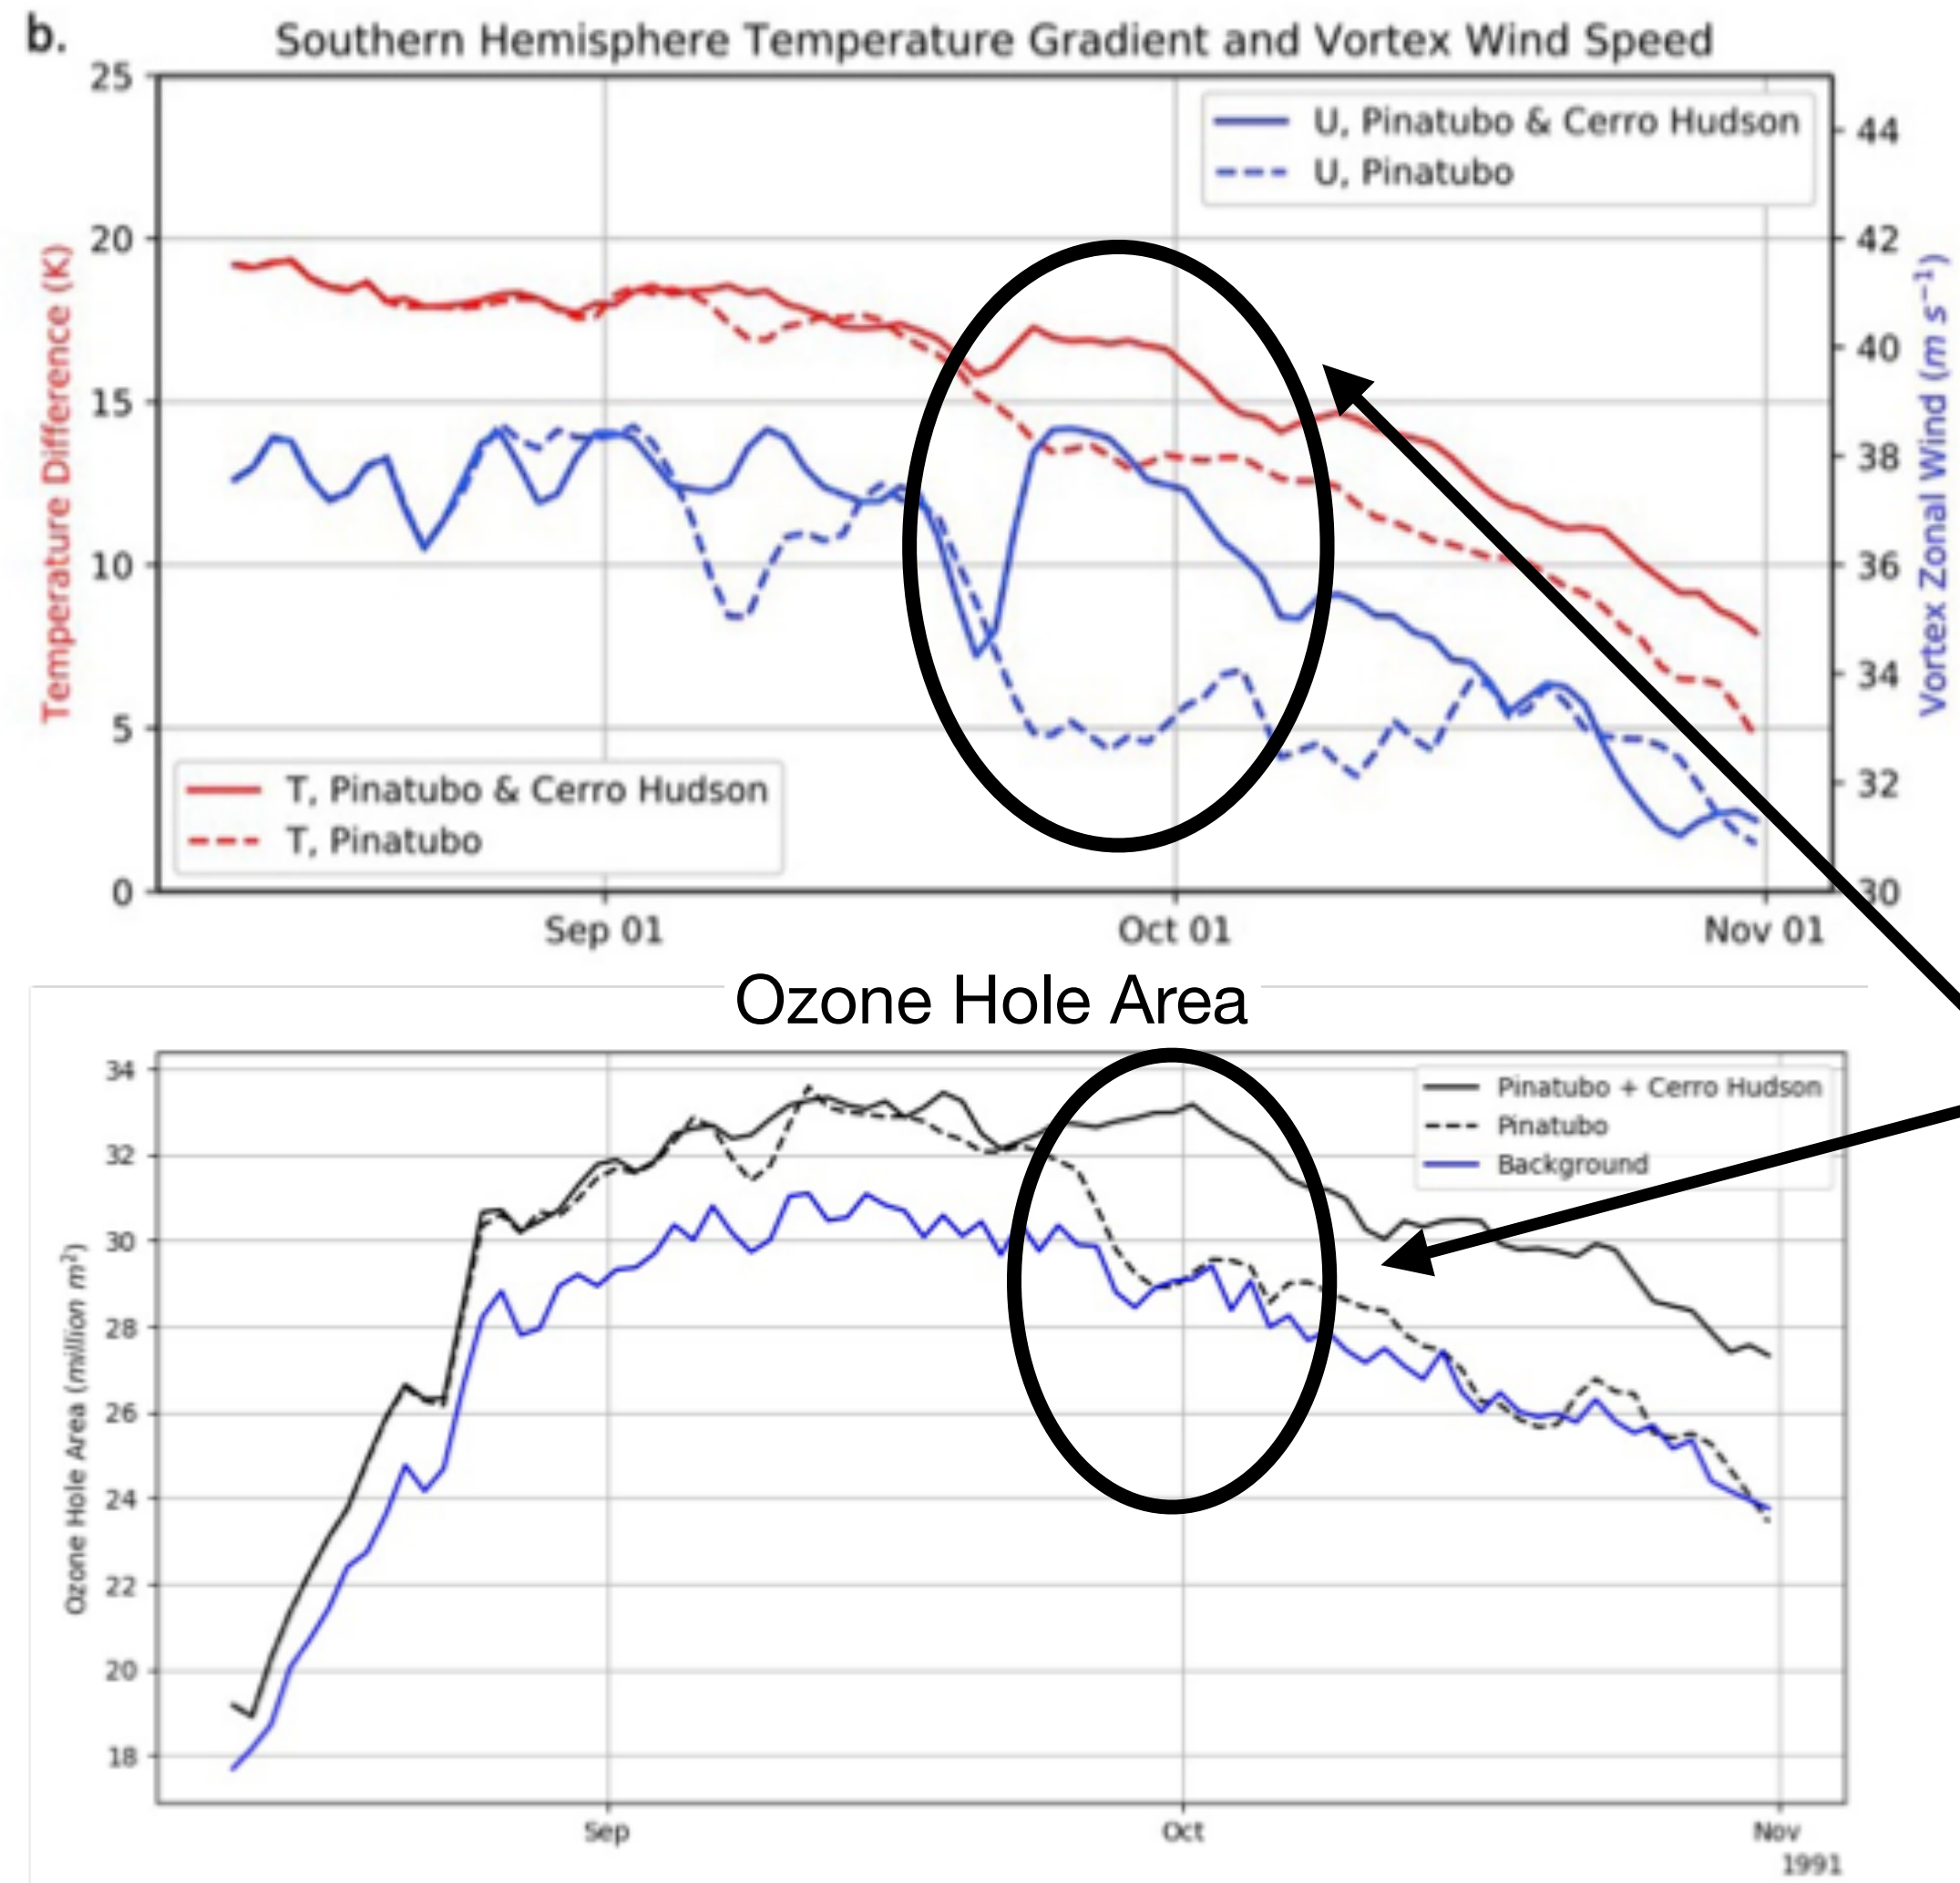 b.
Southern Hemisphere Temperature Gradient and Vortex Wind Speed
25
20
15
10
5
0
Temperature Difference (K)
U, Pinatubo & Cerro Hudson
U, Pinatubo
T, Pinatubo & Cerro Hudson
T, Pinatubo
44
42
40
38
36
34
32
30
Vortex Zonal Wind (m s⁻¹)
Sep 01
Oct 01
Nov 01
Ozone Hole Area
34
32
30
28
26
24
22
20
18
Ozone Hole Area (million m²)
Pinatubo + Cerro Hudson
Pinatubo
Background
Sep
Oct
Nov
1991